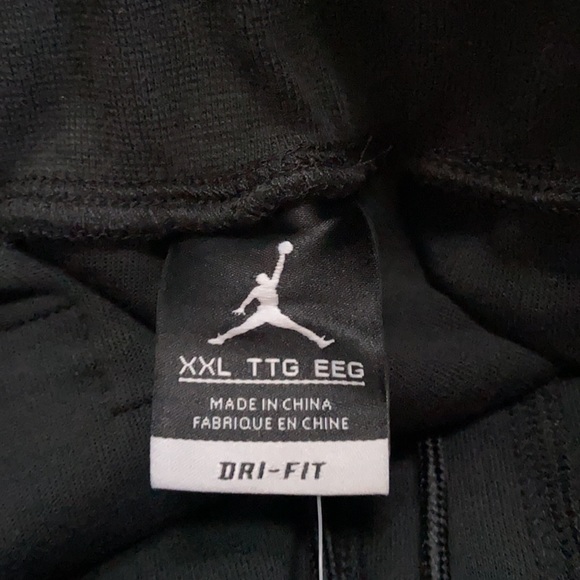 XXL TTG EEG
MADE IN CHINA
FABRIQUE EN CHINE
DRI-FIT